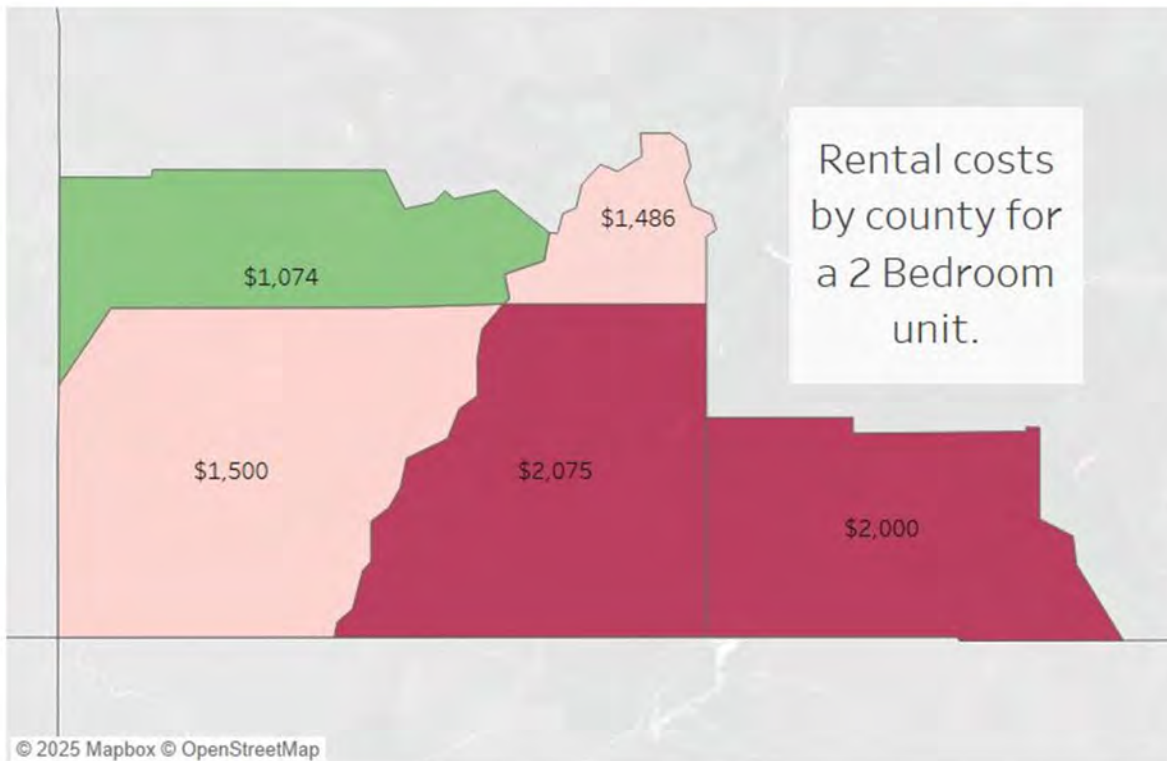 Rental costs
by county for
a 2 Bedroom
unit.
$1,486
$1,074
$1,500
$2,075
$2,000
© 2025 Mapbox © OpenStreetMap